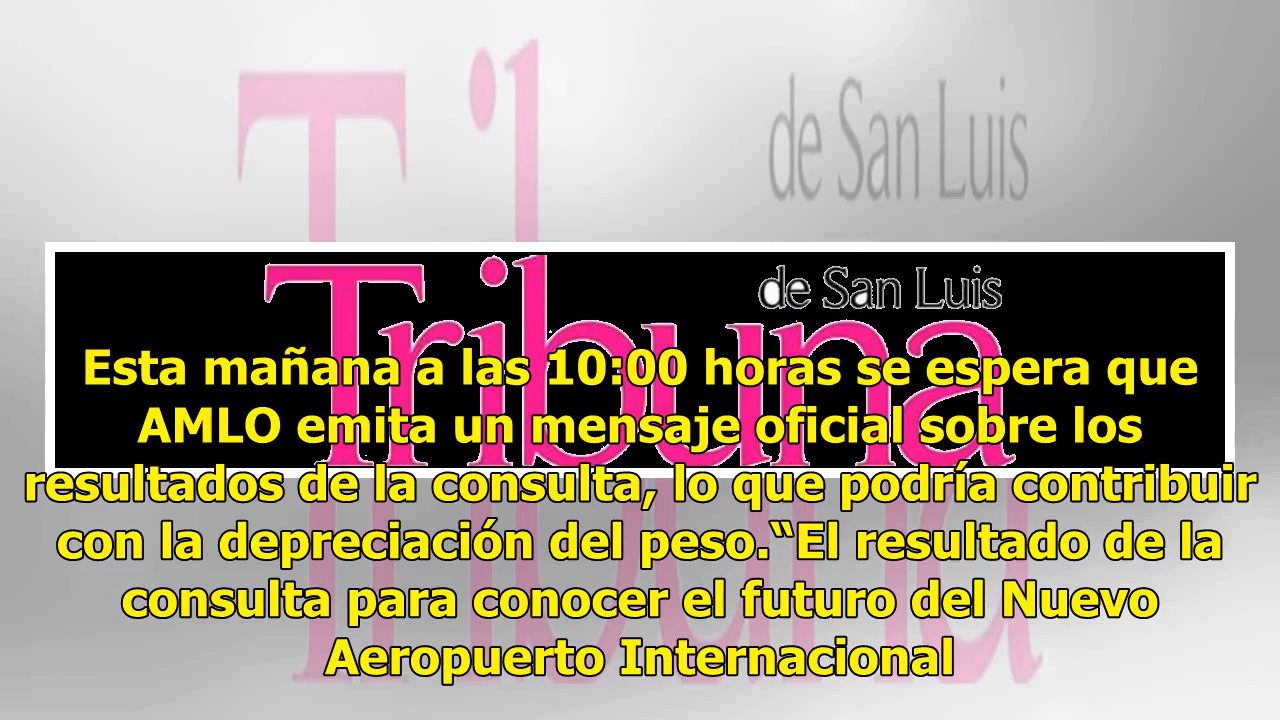 de San Luis
Tribuna
de San Luis
Tribuna
Esta mañana a las 10:00 horas se espera que
AMLO emita un mensaje oficial sobre los
resultados de la consulta, lo que podría contribuir
con la depreciación del peso.“El resultado de la
consulta para conocer el futuro del Nuevo
Aeropuerto Internacional